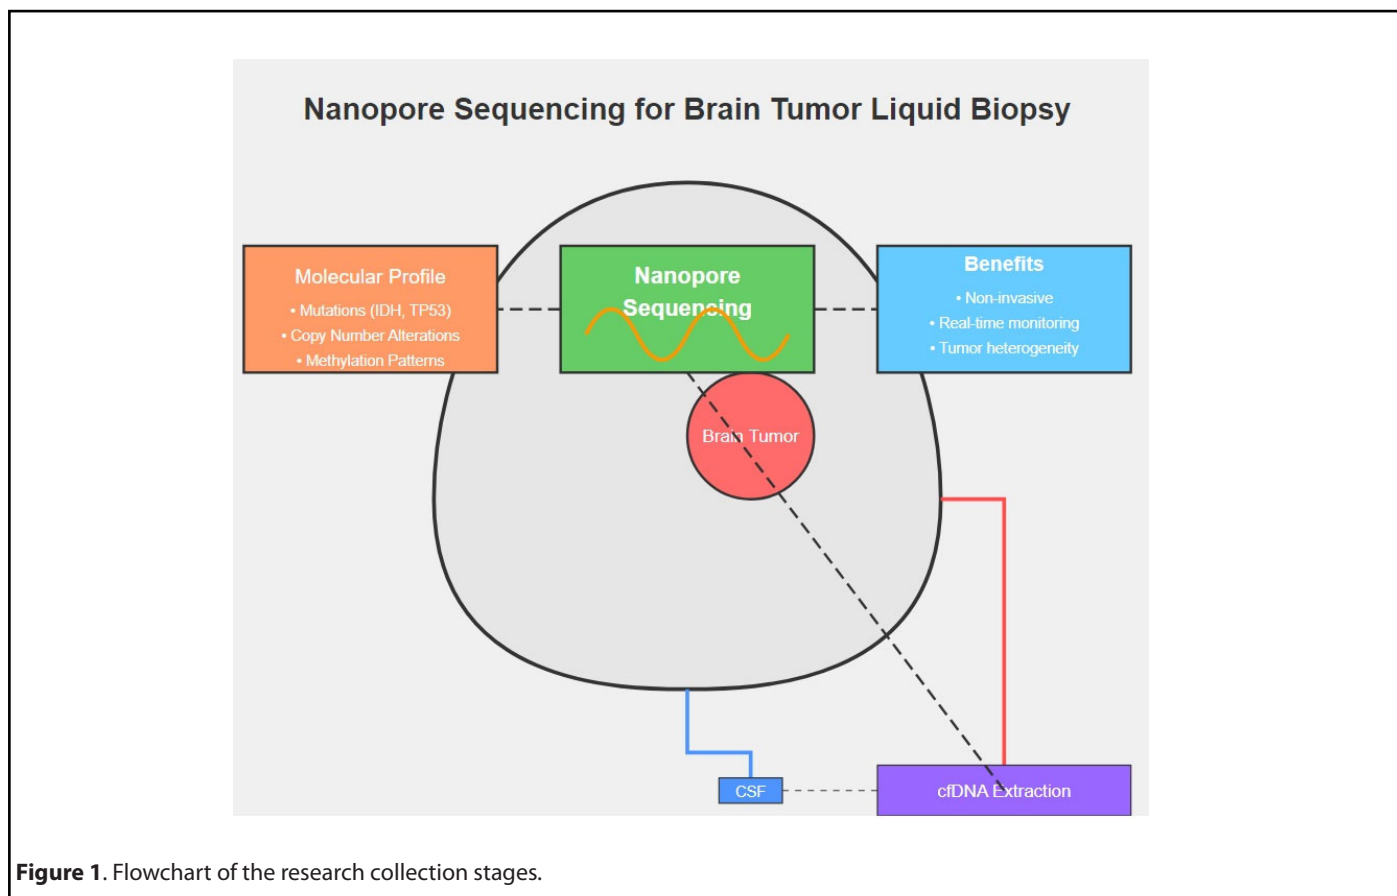 Nanopore Sequencing for Brain Tumor Liquid Biopsy
Molecular Profile
• Mutations (IDH, TP53)
• Copy Number Alterations
• Methylation Patterns
Nanopore
Sequencing
Benefits
• Non-invasive
• Real-time monitoring
• Tumor heterogeneity
Brain Tumor
CSF
cfDNA Extraction
Figure 1. Flowchart of the research collection stages.